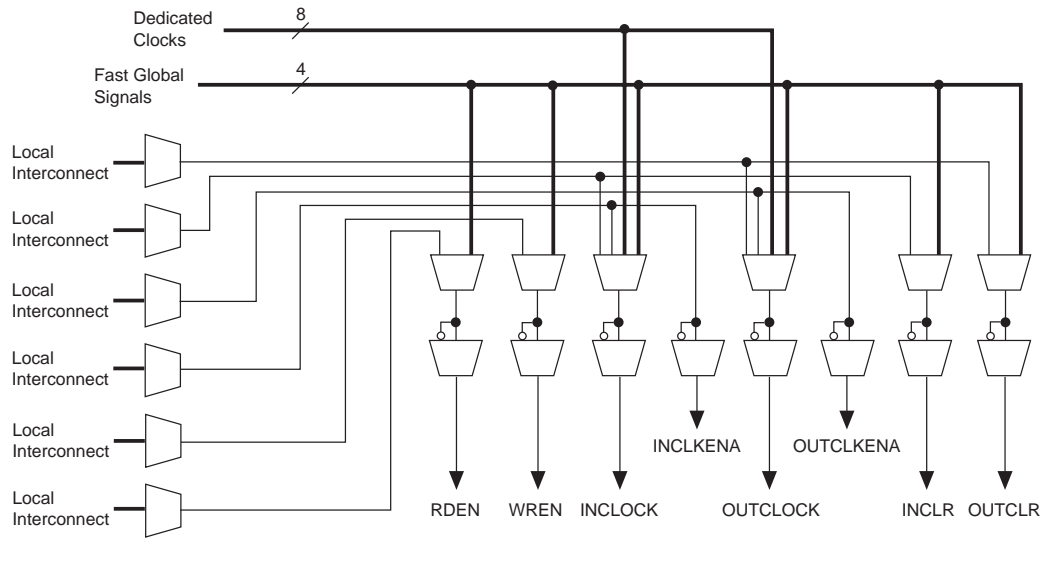 Dedicated
Clocks
8
Fast Global
Signals
4
Local
Interconnect
Local
Interconnect
Local
Interconnect
Local
Interconnect
Local
Interconnect
Local
Interconnect
INCLKENA
OUTCLKENA
RDEN
WREN
INCLOCK
OUTCLOCK
INCLR
OUTCLR